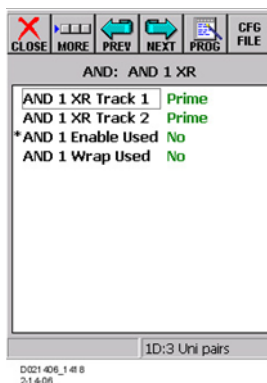 CLOSE MORE PREV NEXT PROG CFG FILE
AND: AND 1 XR
AND 1 XR Track 1 Prime
AND 1 XR Track 2 Prime
*AND 1 Enable Used No
AND 1 Wrap Used No
1D:3 Uni pairs
D021406_1418
2-14-06